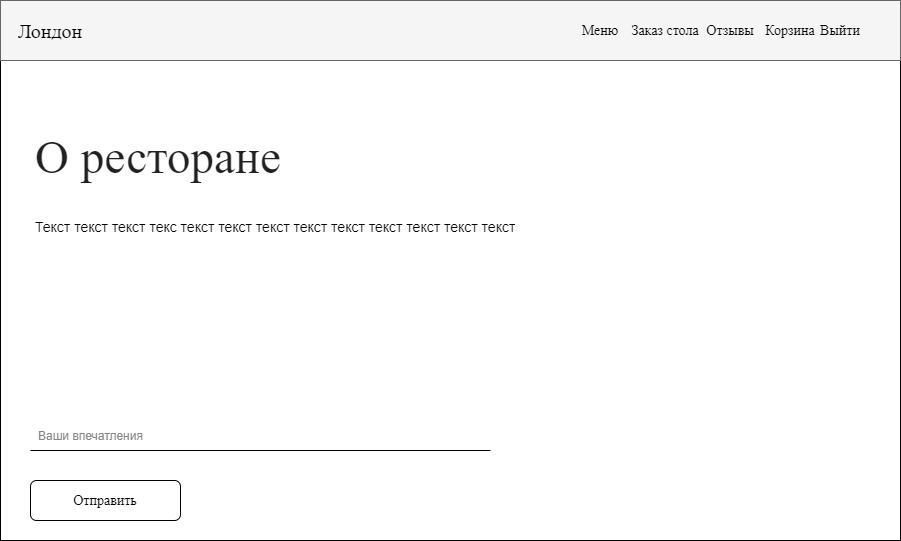 Лондон
Меню Заказ стола Отзывы Корзина Выйти
О ресторане
Текст текст текст текс текст текст текст текст текст текст текст текст текст
Ваши впечатления
Отправить